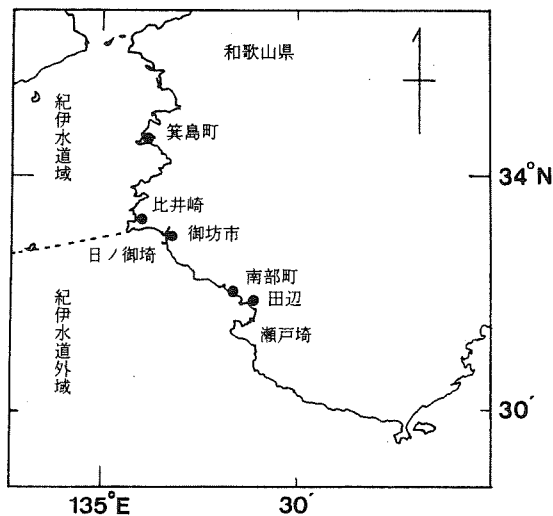 和歌山県
紀伊水道域
箕島町
34°N
比井崎
御坊市
日ノ御埼
南部町
田辺
瀬戸埼
紀伊水道外域
30′
135°E
30′